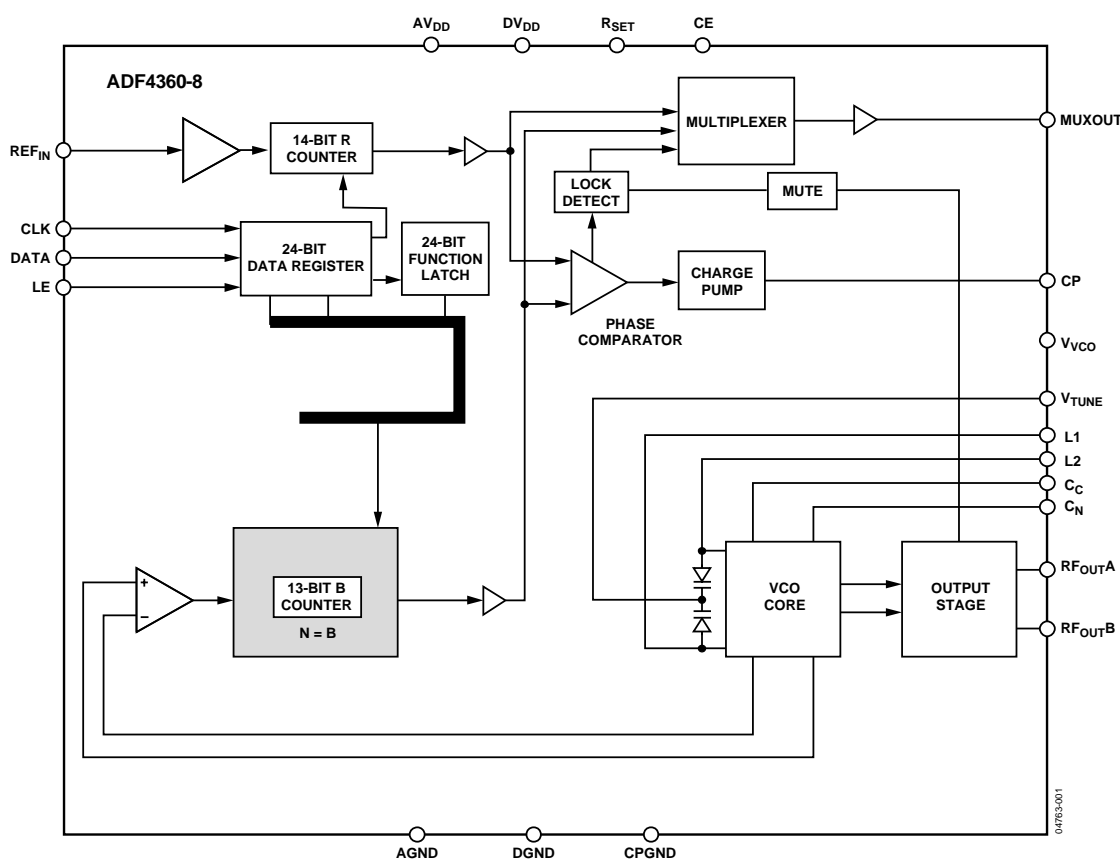 AVDD
DVDD
RSET
CE
ADF4360-8
MULTIPLEXER
MUXOUT
REFIN
14-BIT R
COUNTER
LOCK
DETECT
MUTE
CLK
DATA
LE
24-BIT
DATA REGISTER
24-BIT
FUNCTION
LATCH
CHARGE
PUMP
CP
PHASE
COMPARATOR
VVCO
VTUNE
L1
L2
CC
CN
+
–
13-BIT B
COUNTER
N = B
VCO
CORE
OUTPUT
STAGE
RFOUTA
RFOUTB
04763-001
AGND
DGND
CPGND